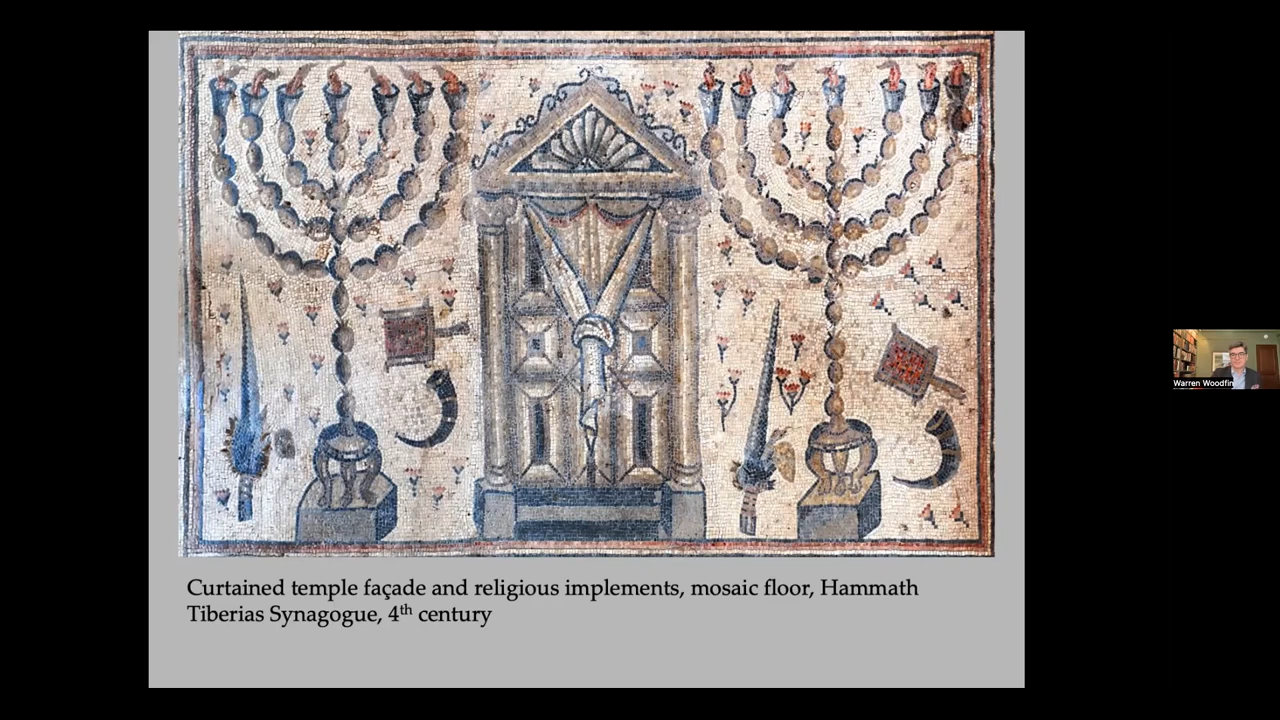 Curtained temple façade and religious implements, mosaic floor, Hammath
Tiberias Synagogue, 4th century
Warren Woodfin